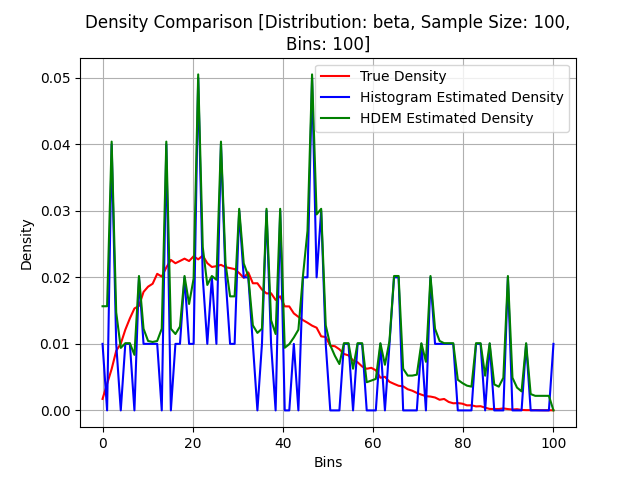 Density Comparison [Distribution: beta, Sample Size: 100,
Bins: 100]
True Density
Histogram Estimated Density
HDEM Estimated Density
Density
0.05
0.04
0.03
0.02
0.01
0.00
0 20 40 60 80 100
Bins